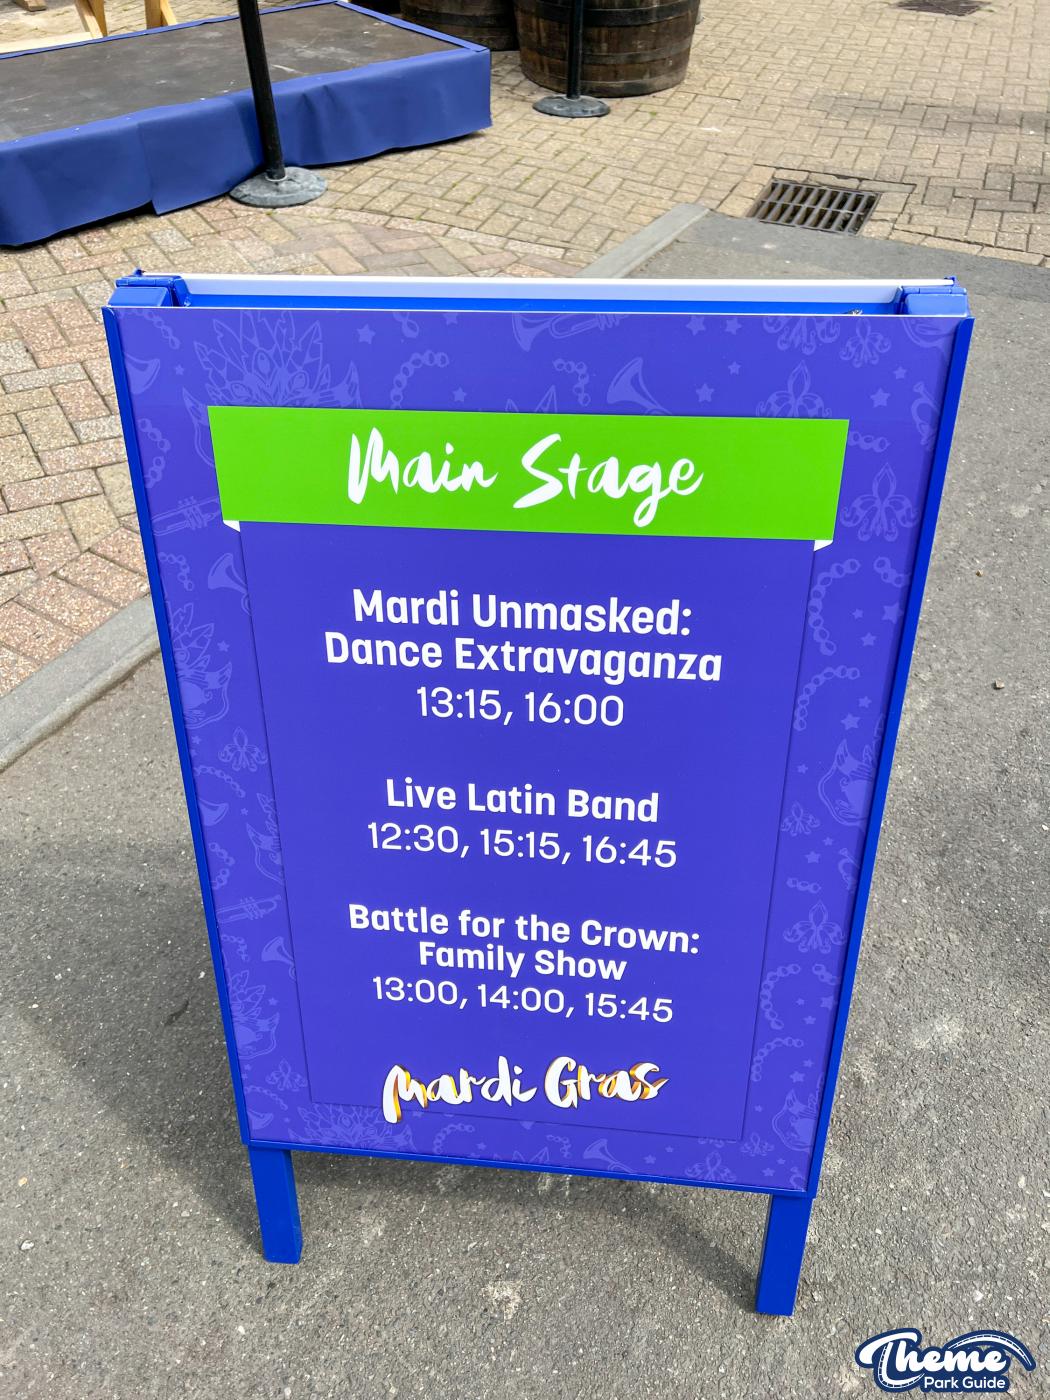 Main Stage
Mardi Unmasked:
Dance Extravaganza
13:15, 16:00
Live Latin Band
12:30, 15:15, 16:45
Battle for the Crown:
Family Show
13:00, 14:00, 15:45
Mardi Gras
Theme
Park Guide